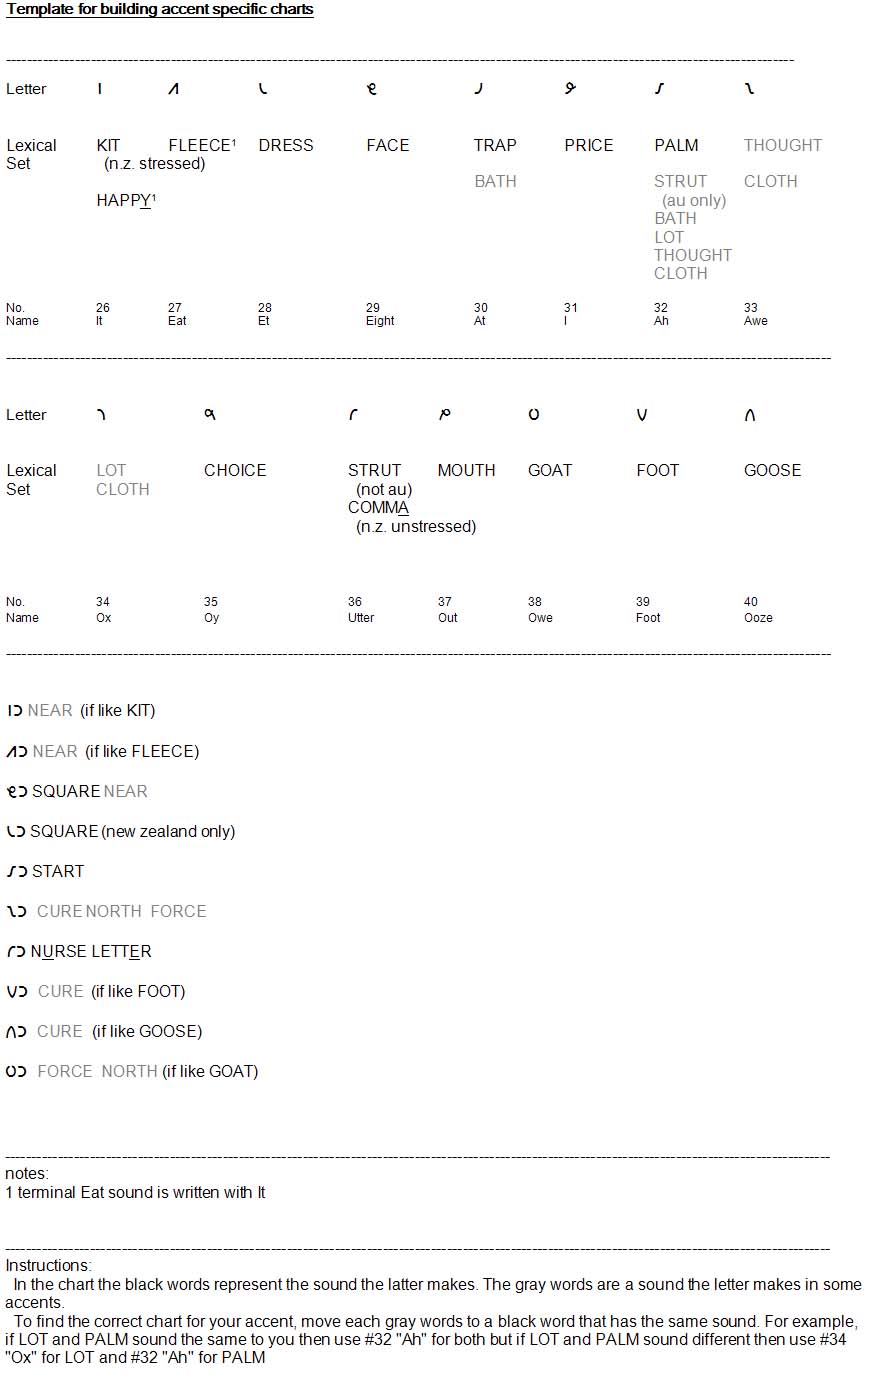 Template for building accent specific charts
Letter
Lexical KIT FLEECE¹ DRESS FACE TRAP PRICE PALM THOUGHT
Set (n.z. stressed)
BATH STRUT CLOTH
HAPPY¹ (au only)
BATH
LOT
THOUGHT
CLOTH
No. 26 27 28 29 30 31 32 33
Name It Eat Et Eight At I Ah Awe
Letter
Lexical LOT CHOICE STRUT MOUTH GOAT FOOT GOOSE
Set CLOTH (not au)
COMMA
(n.z. unstressed)
No. 34 35 36 37 38 39 40
Name Ox Oy Utter Out Owe Foot Ooze
NEAR (if like KIT)
NEAR (if like FLEECE)
SQUARE NEAR
SQUARE (new zealand only)
START
CURE NORTH FORCE
NURSE LETTER
CURE (if like FOOT)
CURE (if like GOOSE)
FORCE NORTH (if like GOAT)
notes:
1 terminal Eat sound is written with It
Instructions:
In the chart the black words represent the sound the latter makes. The gray words are a sound the letter makes in some
accents.
To find the correct chart for your accent, move each gray words to a black word that has the same sound. For example,
if LOT and PALM sound the same to you then use #32 "Ah" for both but if LOT and PALM sound different then use #34
"Ox" for LOT and #32 "Ah" for PALM